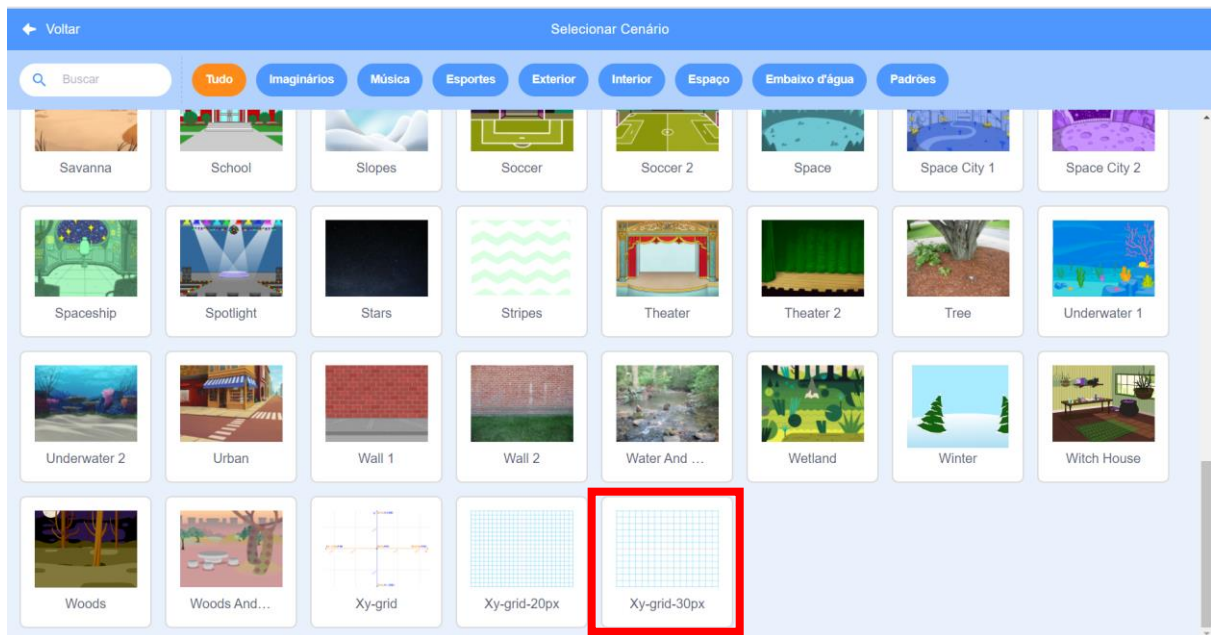 Voltar
Selecionar Cenário
Buscar
Tudo
Imaginários
Música
Esportes
Exterior
Interior
Espaço
Embaixo d'água
Padrões
Savanna
School
Slopes
Soccer
Soccer 2
Space
Space City 1
Space City 2
Spaceship
Spotlight
Stars
Stripes
Theater
Theater 2
Tree
Underwater 1
Underwater 2
Urban
Wall 1
Wall 2
Water And ...
Wetland
Winter
Witch House
Woods
Woods And...
Xy-grid
Xy-grid-20px
Xy-grid-30px